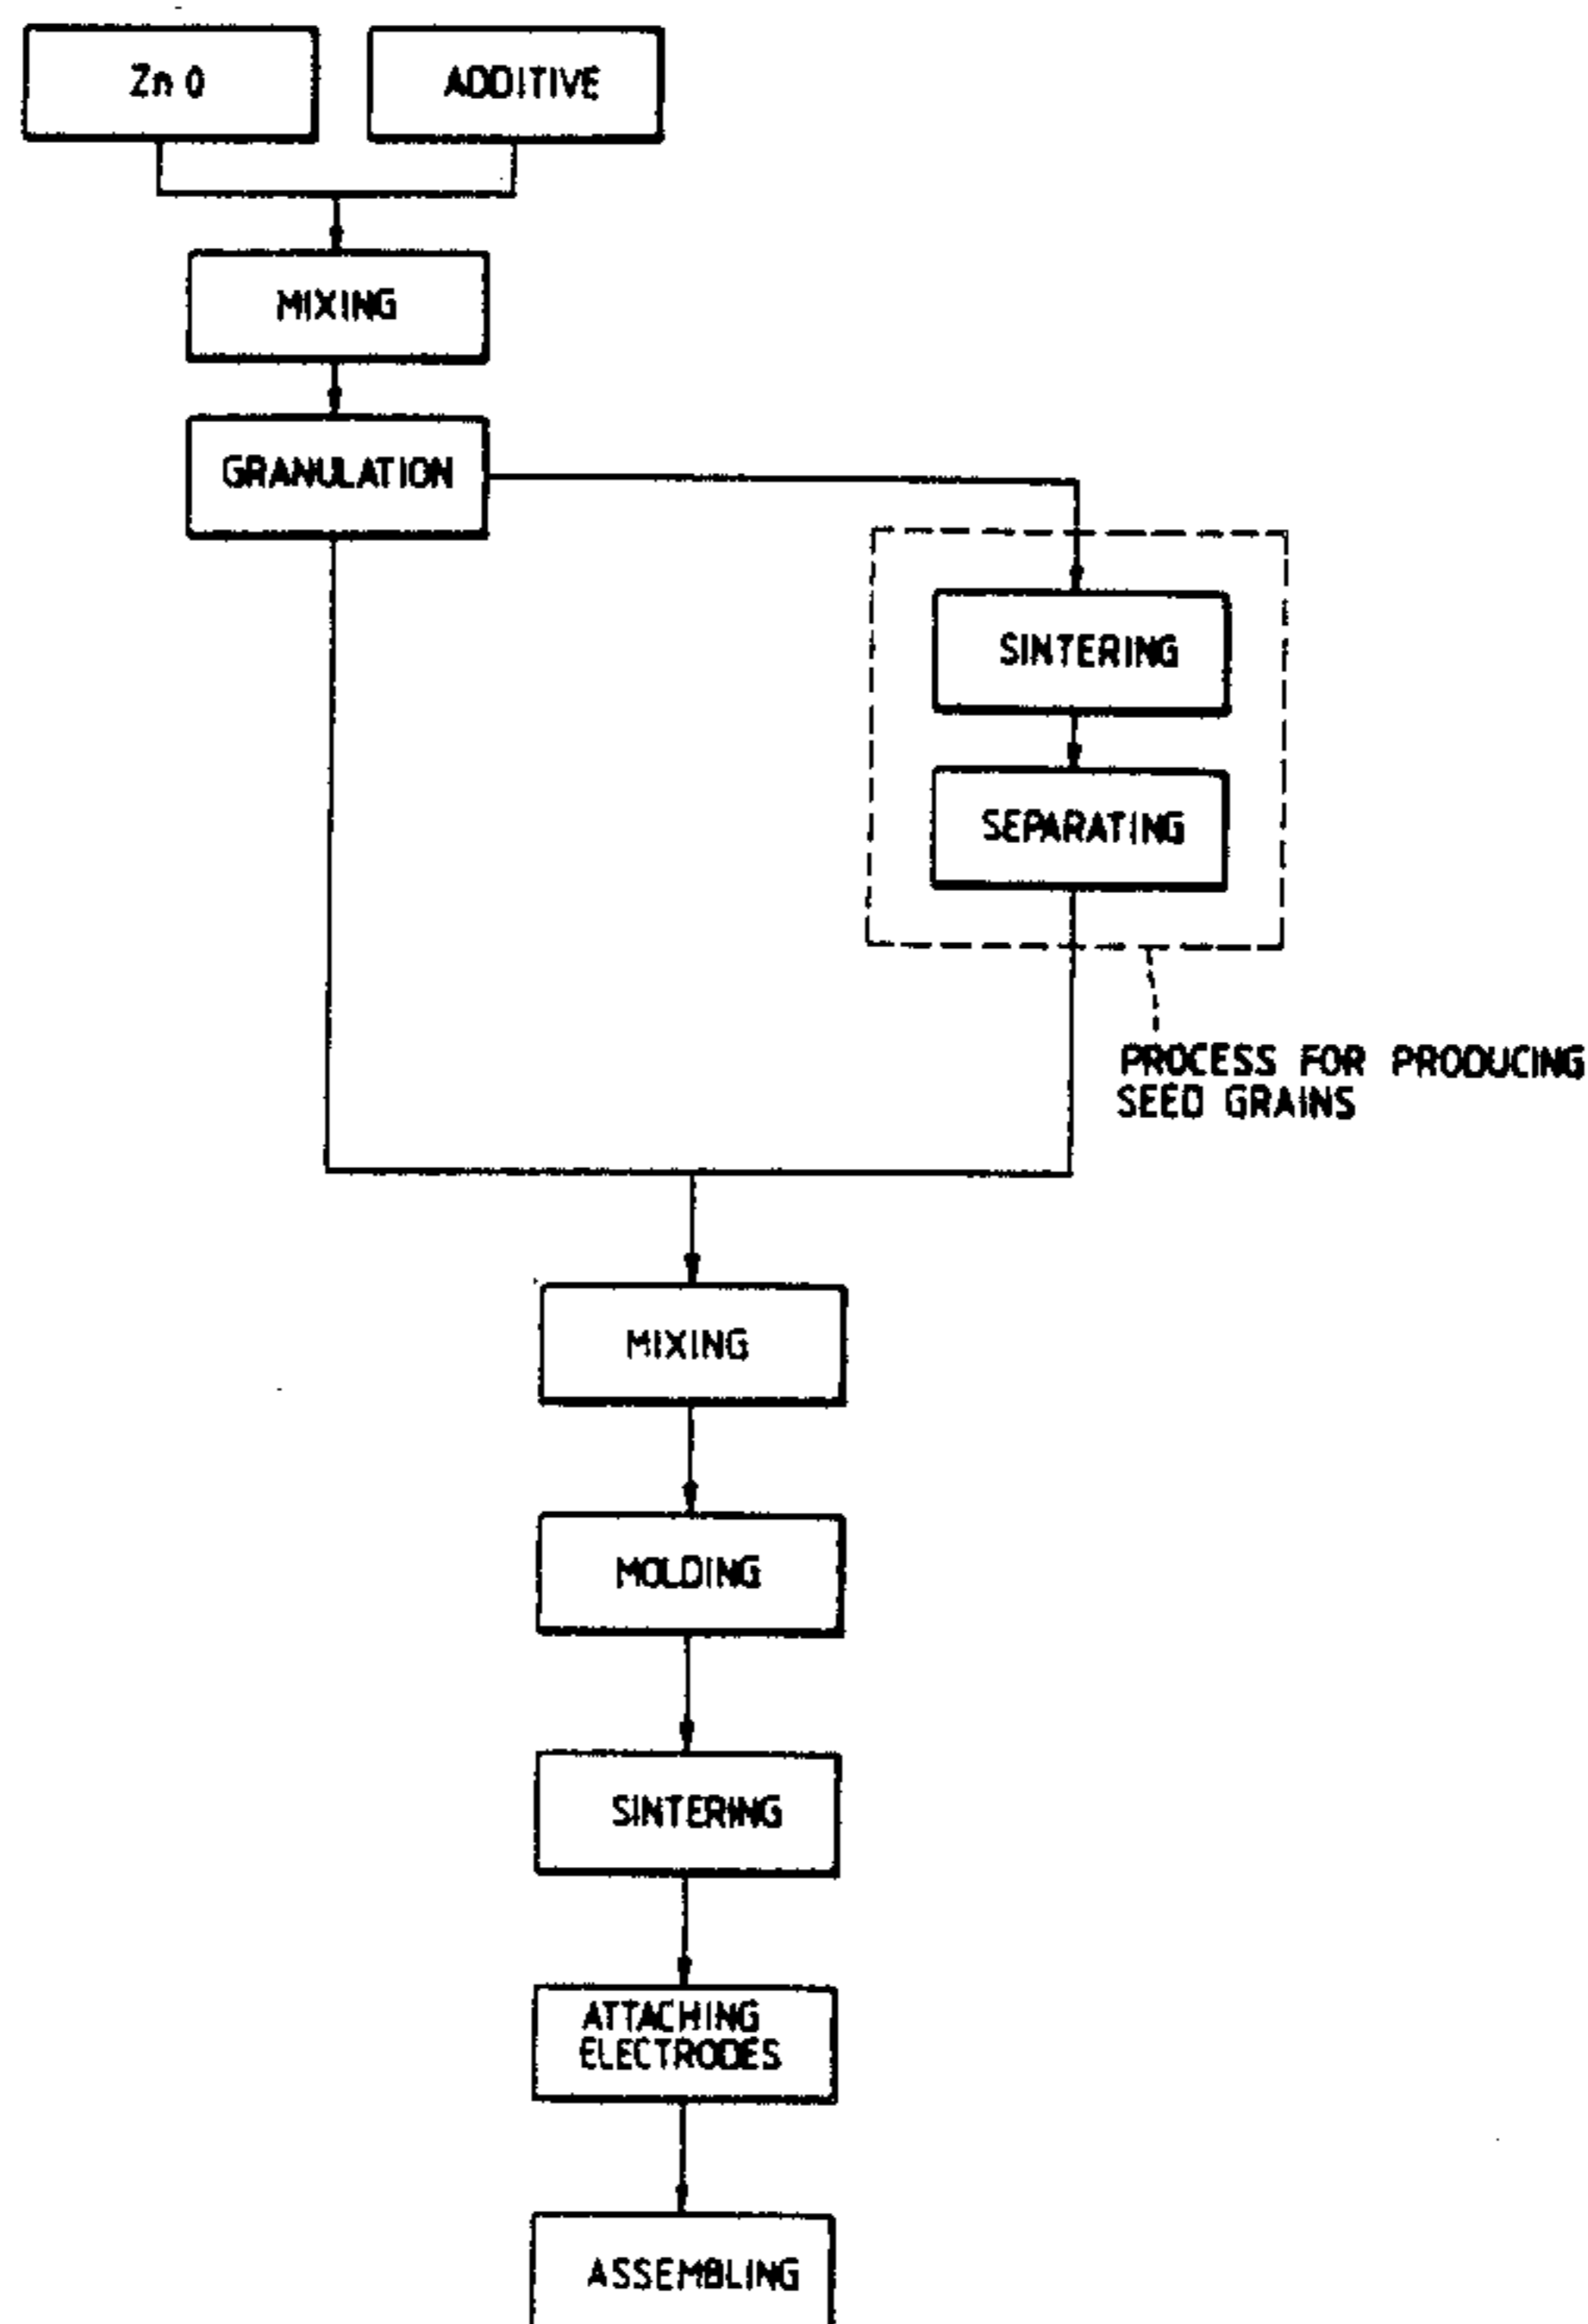 Zn O
ADDITIVE
MIXING
GRANULATION
SINTERING
SEPARATING
PROCESS FOR PRODUCING
SEED GRAINS
MIXING
MOLDING
SINTERING
ATTACHING
ELECTRODES
ASSEMBLING